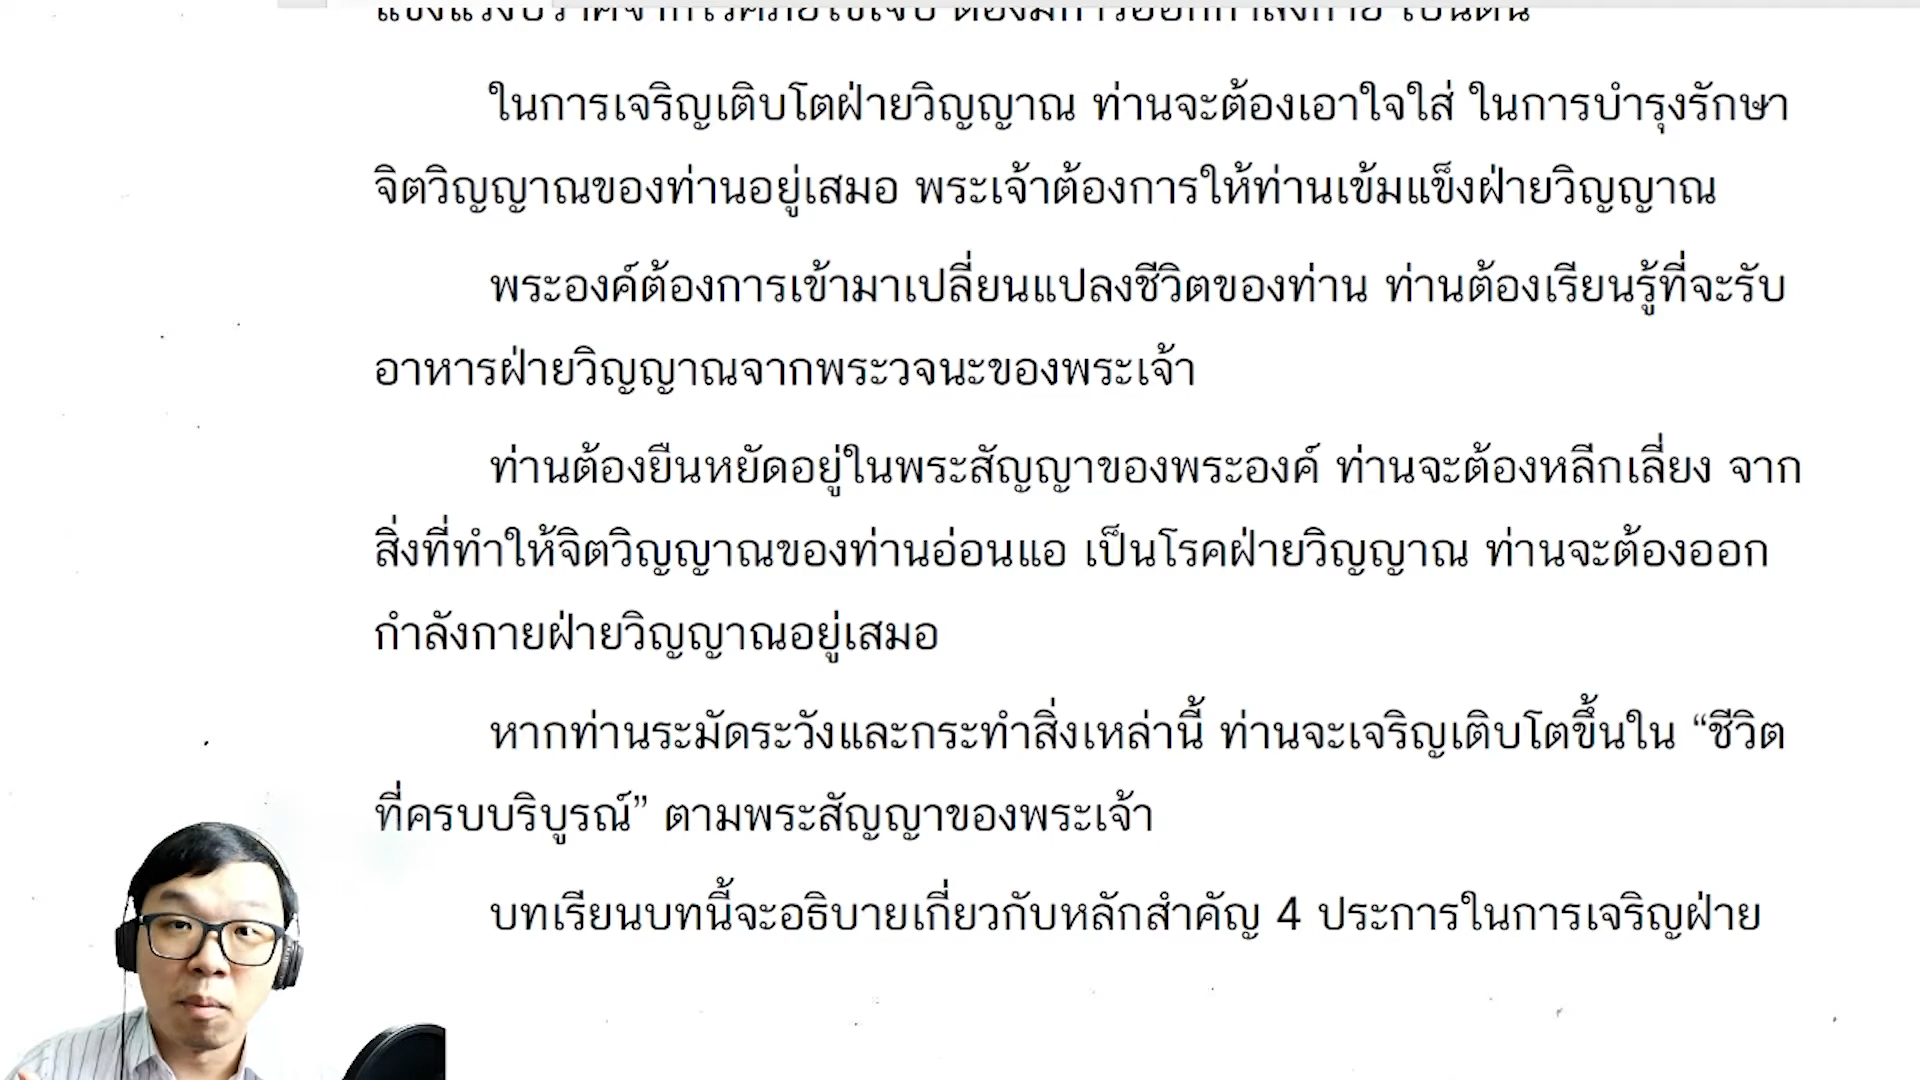 ในการเจริญเติบโตฝ่ายวิญญาณ ท่านจะต้องเอาใจใส่ ในการบำรุงรักษา
จิตวิญญาณของท่านอยู่เสมอ พระเจ้าต้องการให้ท่านเข้มแข็งฝ่ายวิญญาณ
พระองค์ต้องการเข้ามาเปลี่ยนแปลงชีวิตของท่าน ท่านต้องเรียนรู้ที่จะรับ
อาหารฝ่ายวิญญาณจากพระวจนะของพระเจ้า
ท่านต้องยืนหยัดอยู่ในพระสัญญาของพระองค์ ท่านจะต้องหลีกเลี่ยง จาก
สิ่งที่ทำให้จิตวิญญาณของท่านอ่อนแอ เป็นโรคฝ่ายวิญญาณ ท่านจะต้องออก
กำลังกายฝ่ายวิญญาณอยู่เสมอ
หากท่านระมัดระวังและกระทำสิ่งเหล่านี้ ท่านจะเจริญเติบโตขึ้นใน “ชีวิต
ที่ครบบริบูรณ์” ตามพระสัญญาของพระเจ้า
บทเรียนบทนี้จะอธิบายเกี่ยวกับหลักสำคัญ 4 ประการในการเจริญฝ่าย